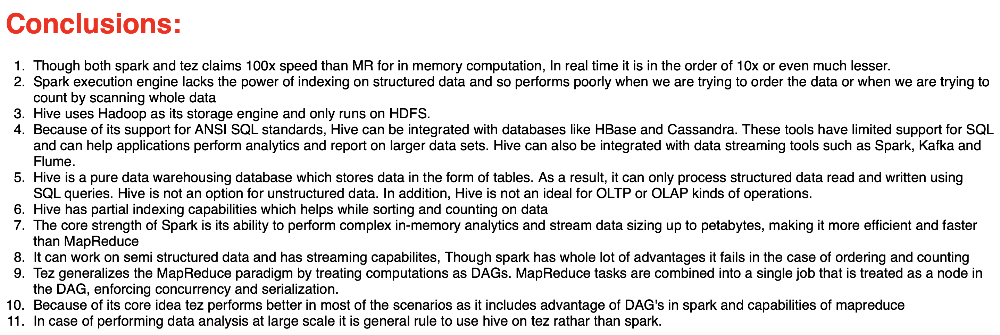 Conclusions:
1. Though both spark and tez claims 100x speed than MR for in memory computation, In real time it is in the order of 10x or even much lesser.
2. Spark execution engine lacks the power of indexing on structured data and so performs poorly when we are trying to order the data or when we are trying to
count by scanning whole data
3. Hive uses Hadoop as its storage engine and only runs on HDFS.
4. Because of its support for ANSI SQL standards, Hive can be integrated with databases like HBase and Cassandra. These tools have limited support for SQL
and can help applications perform analytics and report on larger data sets. Hive can also be integrated with data streaming tools such as Spark, Kafka and
Flume.
5. Hive is a pure data warehousing database which stores data in the form of tables. As a result, it can only process structured data read and written using
SQL queries. Hive is not an option for unstructured data. In addition, Hive is not an ideal for OLTP or OLAP kinds of operations.
6. Hive has partial indexing capabilities which helps while sorting and counting on data
7. The core strength of Spark is its ability to perform complex in-memory analytics and stream data sizing up to petabytes, making it more efficient and faster
than MapReduce
8. It can work on semi structured data and has streaming capabilites, Though spark has whole lot of advantages it fails in the case of ordering and counting
9. Tez generalizes the MapReduce paradigm by treating computations as DAGs. MapReduce tasks are combined into a single job that is treated as a node in
the DAG, enforcing concurrency and serialization.
10. Because of its core idea tez performs better in most of the scenarios as it includes advantage of DAG's in spark and capabilities of mapreduce
11. In case of performing data analysis at large scale it is general rule to use hive on tez rathar than spark.